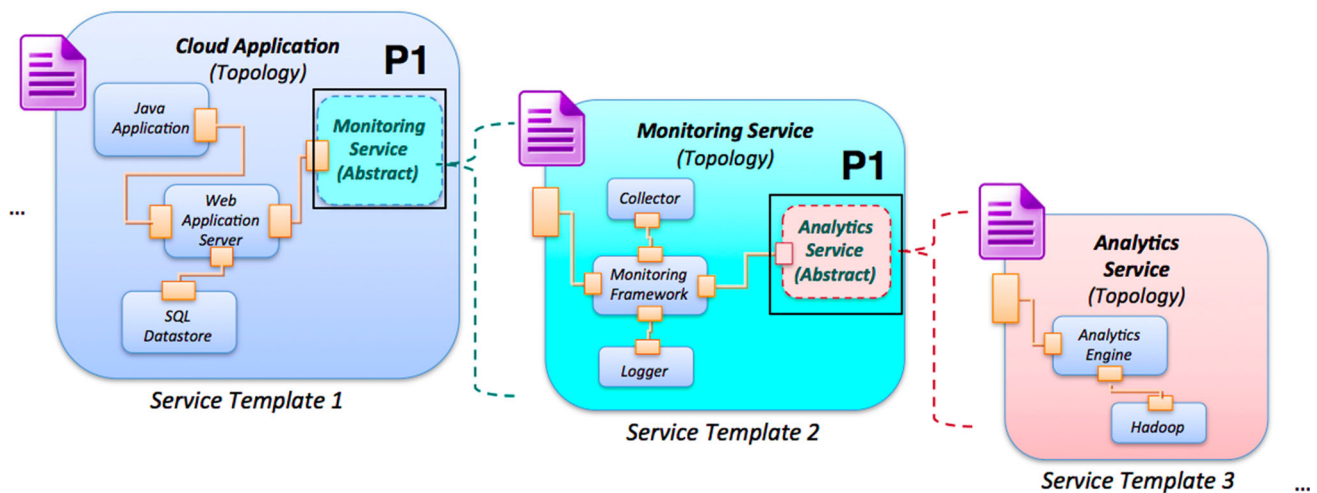 Cloud Application
(Topology)
P1
Java
Application
Monitoring
Service
(Abstract)
Web
Application
Server
SQL
Datastore
...
Service Template 1
Monitoring Service
(Topology)
P1
Collector
Analytics
Service
(Abstract)
Monitoring
Framework
Logger
Service Template 2
Analytics
Service
(Topology)
Analytics
Engine
Hadoop
Service Template 3
...